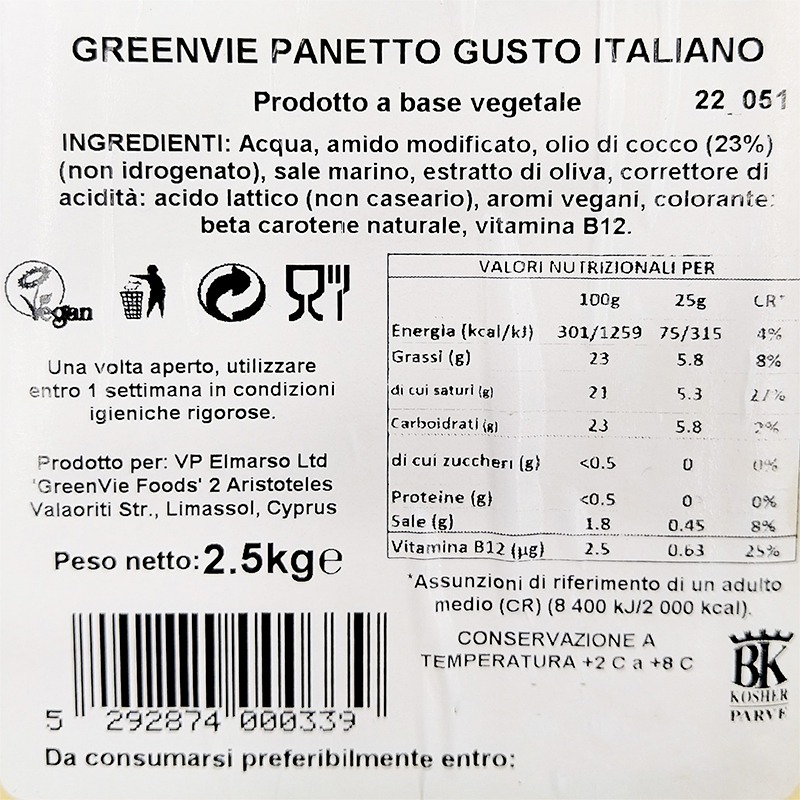 GREENVIE PANETTO GUSTO ITALIANO
Prodotto a base vegetale
22 051
INGREDIENTI: Acqua, amido modificato, olio di cocco (23%)
(non idrogenato), sale marino, estratto di oliva, correttore di
acidità: acido lattico (non caseario), aromi vegani, colorante:
beta carotene naturale, vitamina B12.
Vegan
Una volta aperto, utilizzare
entro 1 settimana in condizioni
igieniche rigorose.
Prodotto per: VP Elmarso Ltd
'GreenVie Foods' 2 Aristoteles
Valaoriti Str., Limassol, Cyprus
Peso netto: 2.5kg e
VALORI NUTRIZIONALI PER
100g 25g CR*
Energia (kcal/kJ) 301/1259 75/315 4%
Grassi (g) 23 5.8 8%
di cui saturi (g) 21 5.3
Carboidrati (g) 23 5.8
di cui zuccheri (g) <0.5 0 0%
Proteine (g) <0.5 0 0%
Sale (g) 1.8 0.45 8%
Vitamina B12 (µg) 2.5 0.63 25%
*Assunzioni di riferimento di un adulto
medio (CR) (8 400 kJ/2 000 kcal).
CONSERVAZIONE A
TEMPERATURA +2 C a +8 C
BK
KOSHER
PARVE
5 292874 000339
Da consumarsi preferibilmente entro: